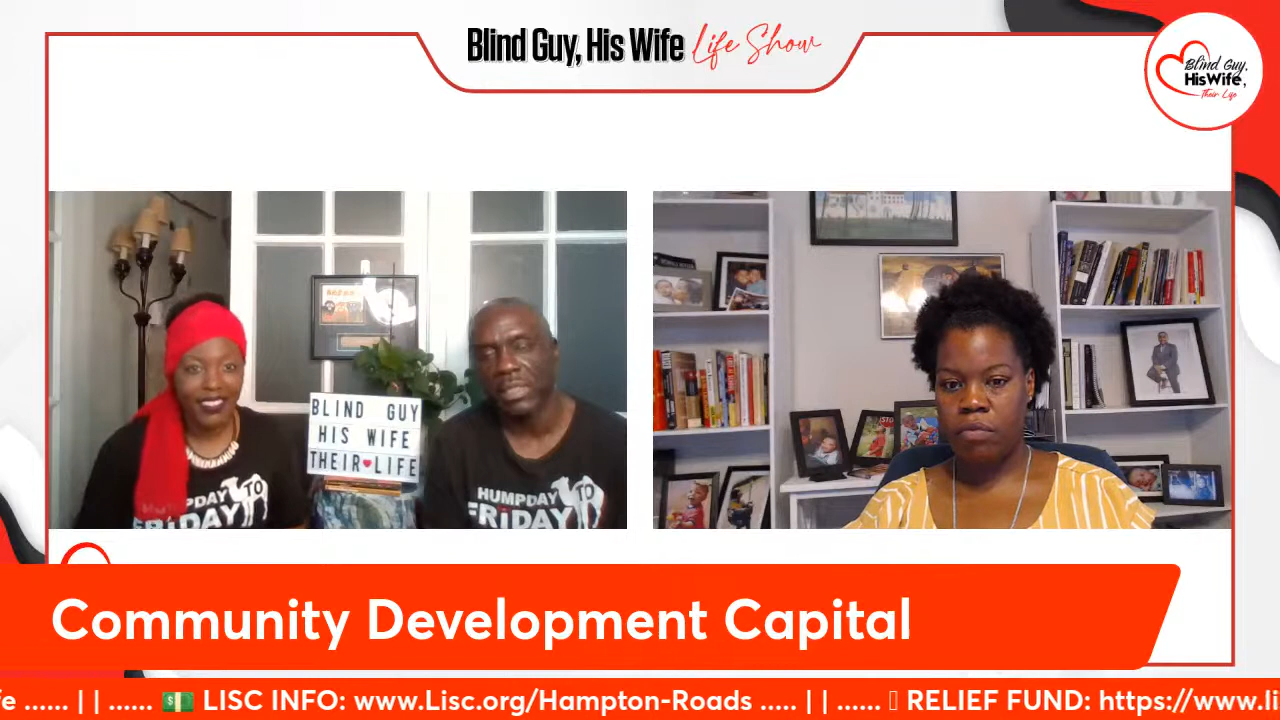 Blind Guy, His Wife Life Show
Blind Guy,
His Wife,
Their Life
BLIND GUY
HIS WIFE
THEIR♥LIFE
HUMPDAY TO
FRIDAY
HUMPDAY TO
FRIDAY
Community Development Capital
fe ...... | | ...... 💵 LISC INFO: www.Lisc.org/Hampton-Roads ..... | | ...... RELIEF FUND: https://www.li